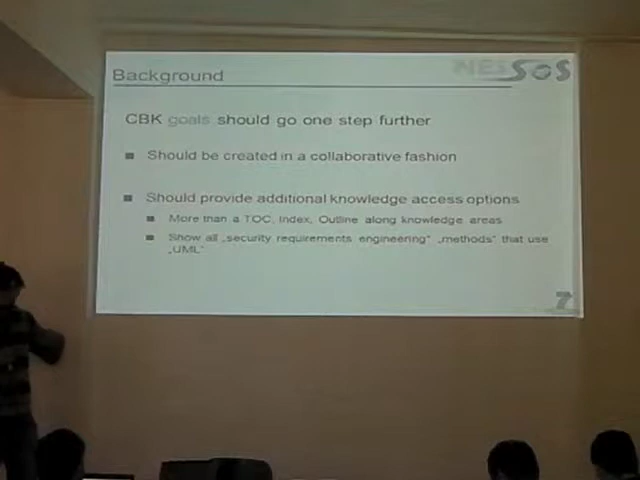 Background
NESSOS
CBK goals should go one step further
Should be created in a collaborative fashion
Should provide additional knowledge access options
More than a TOC, Index, Outline along knowledge areas
Show all „security requirements engineering“ „methods“ that use
„UML“
7